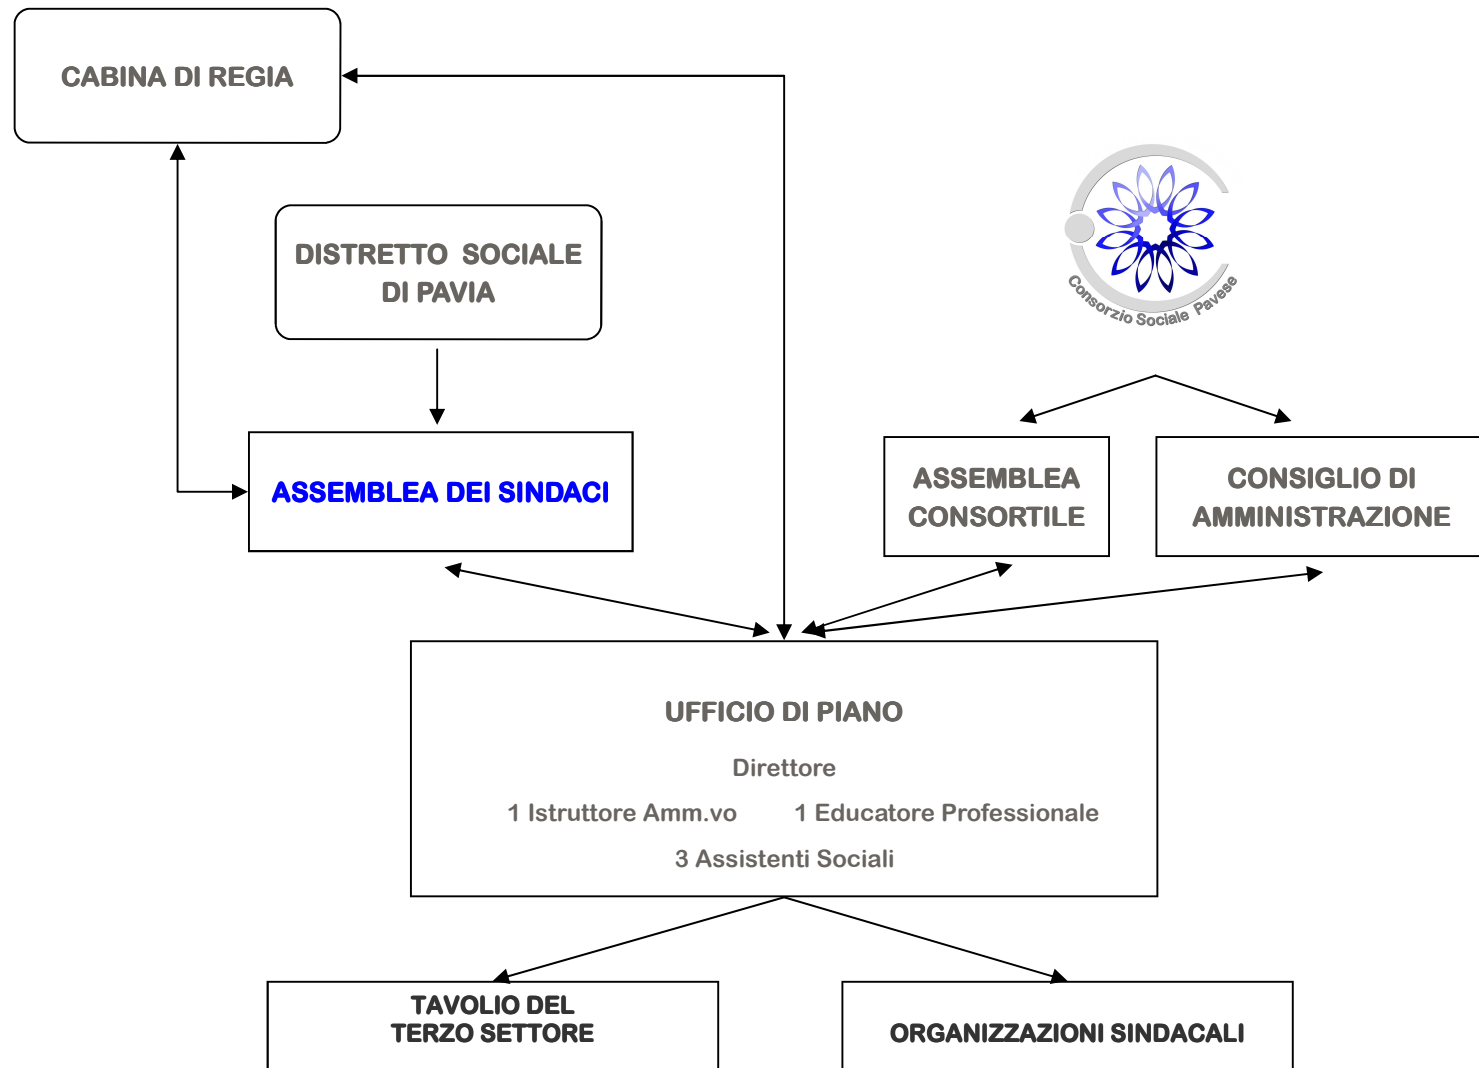 CABINA DI REGIA
DISTRETTO SOCIALE
DI PAVIA
Consorzio Sociale Pavese
ASSEMBLEA DEI SINDACI
ASSEMBLEA
CONSORTILE
CONSIGLIO DI
AMMINISTRAZIONE
UFFICIO DI PIANO
Direttore
1 Istruttore Amm.vo 1 Educatore Professionale
3 Assistenti Sociali
TAVOLIO DEL
TERZO SETTORE
ORGANIZZAZIONI SINDACALI